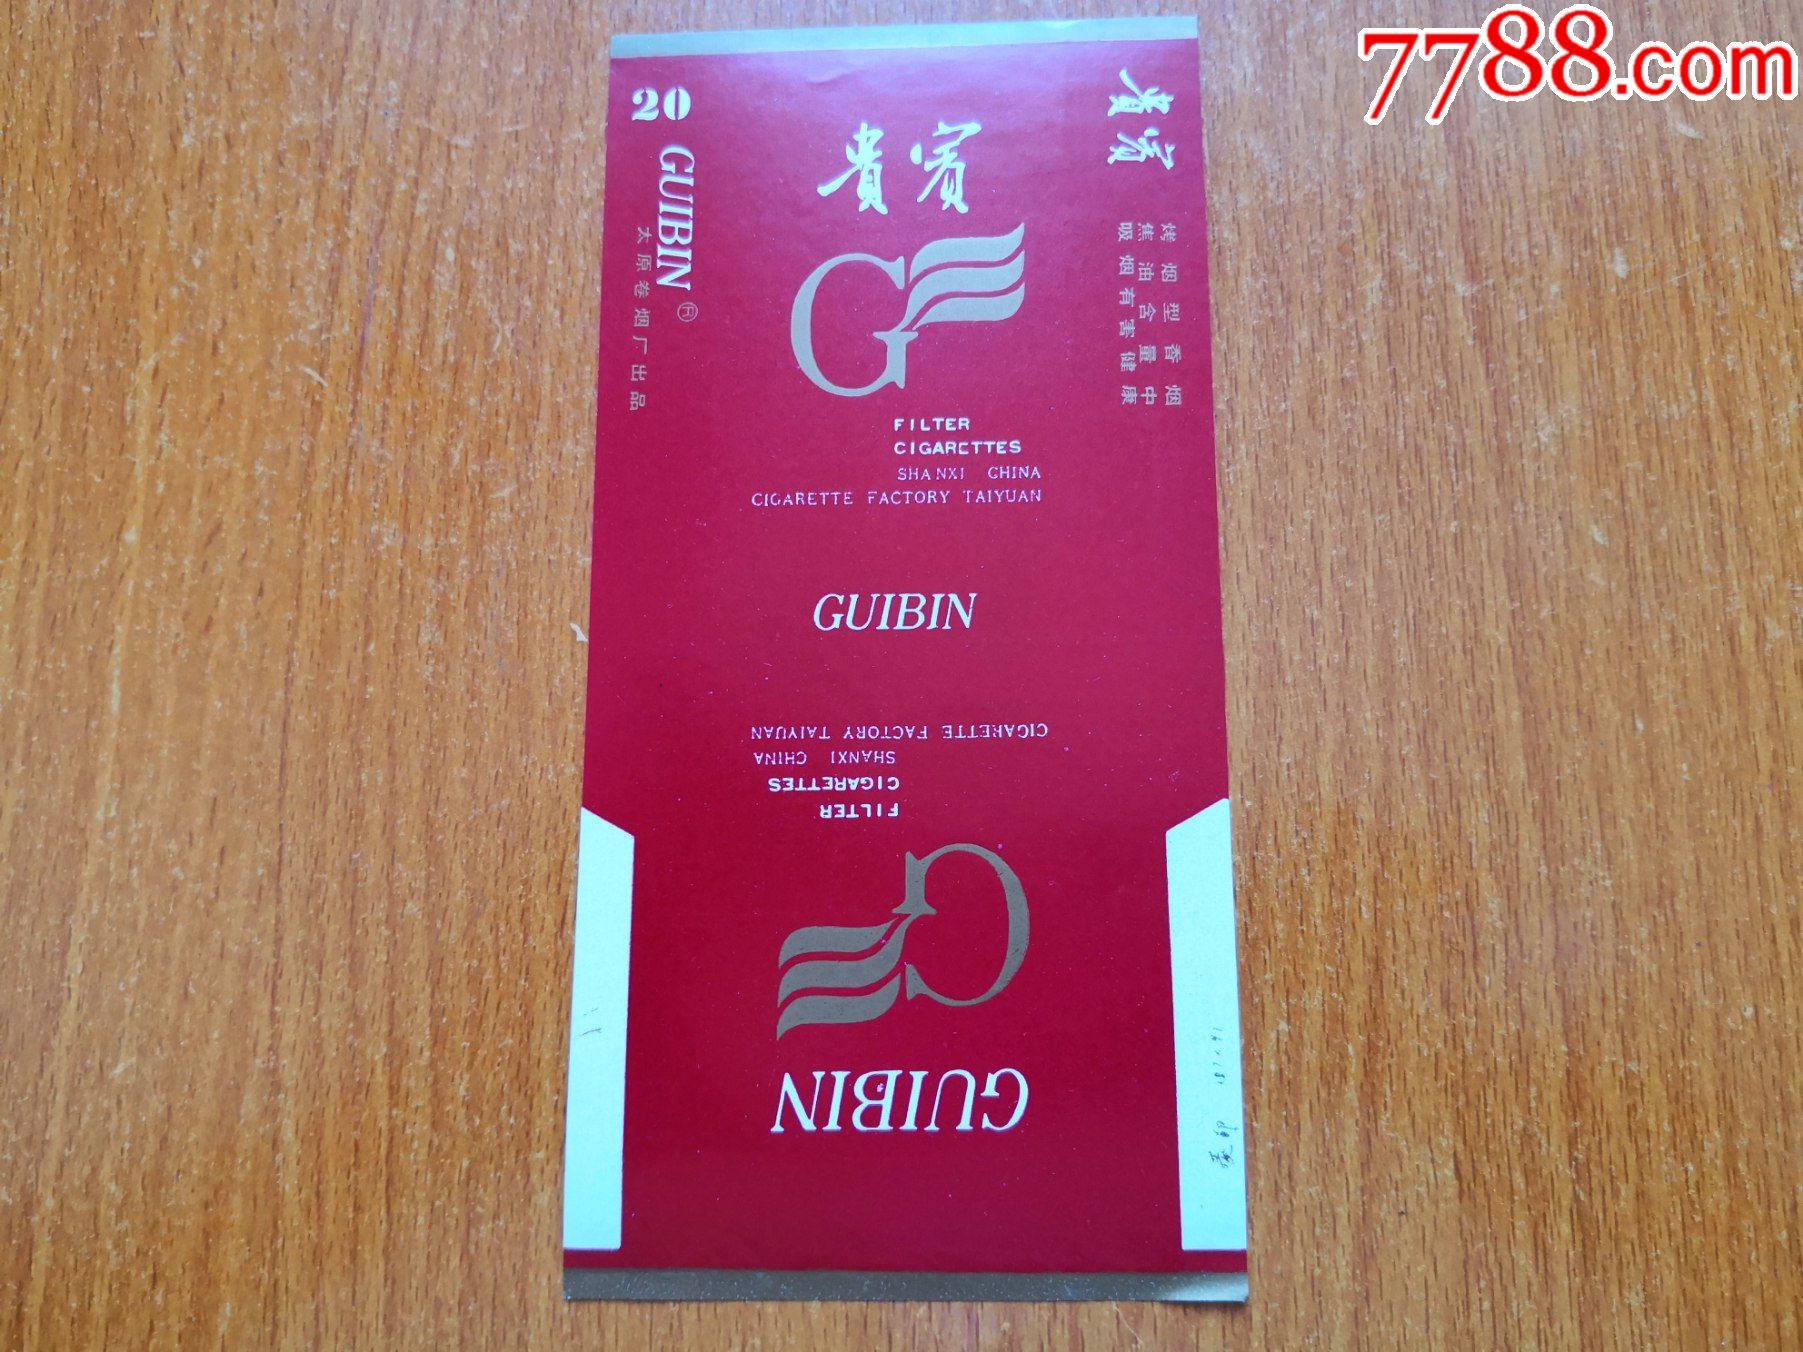 7788.com
20
GUIBIN ®
太原卷烟厂出品
貴賓
G
FILTER
CIGARETTES
SHANXI CHINA
CIGARETTE FACTORY TAIYUAN
貴賓
烤烟型香烟
焦油含量中
吸烟有害健康
GUIBIN
CIGARETTE FACTORY TAIYUAN
SHANXI CHINA
CIGARETTES
FILTER
G
GUIBIN